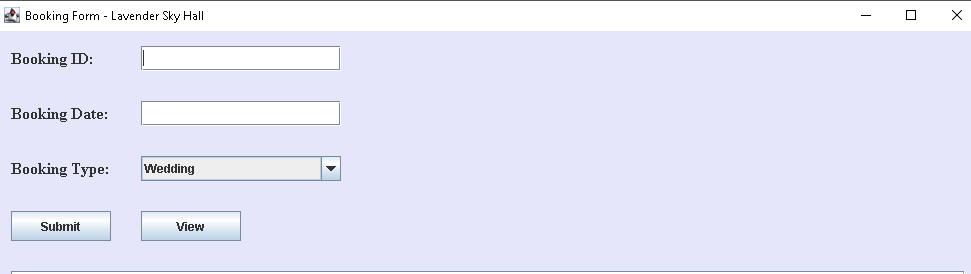 Booking Form - Lavender Sky Hall
Booking ID:
Booking Date:
Booking Type: Wedding
Submit View